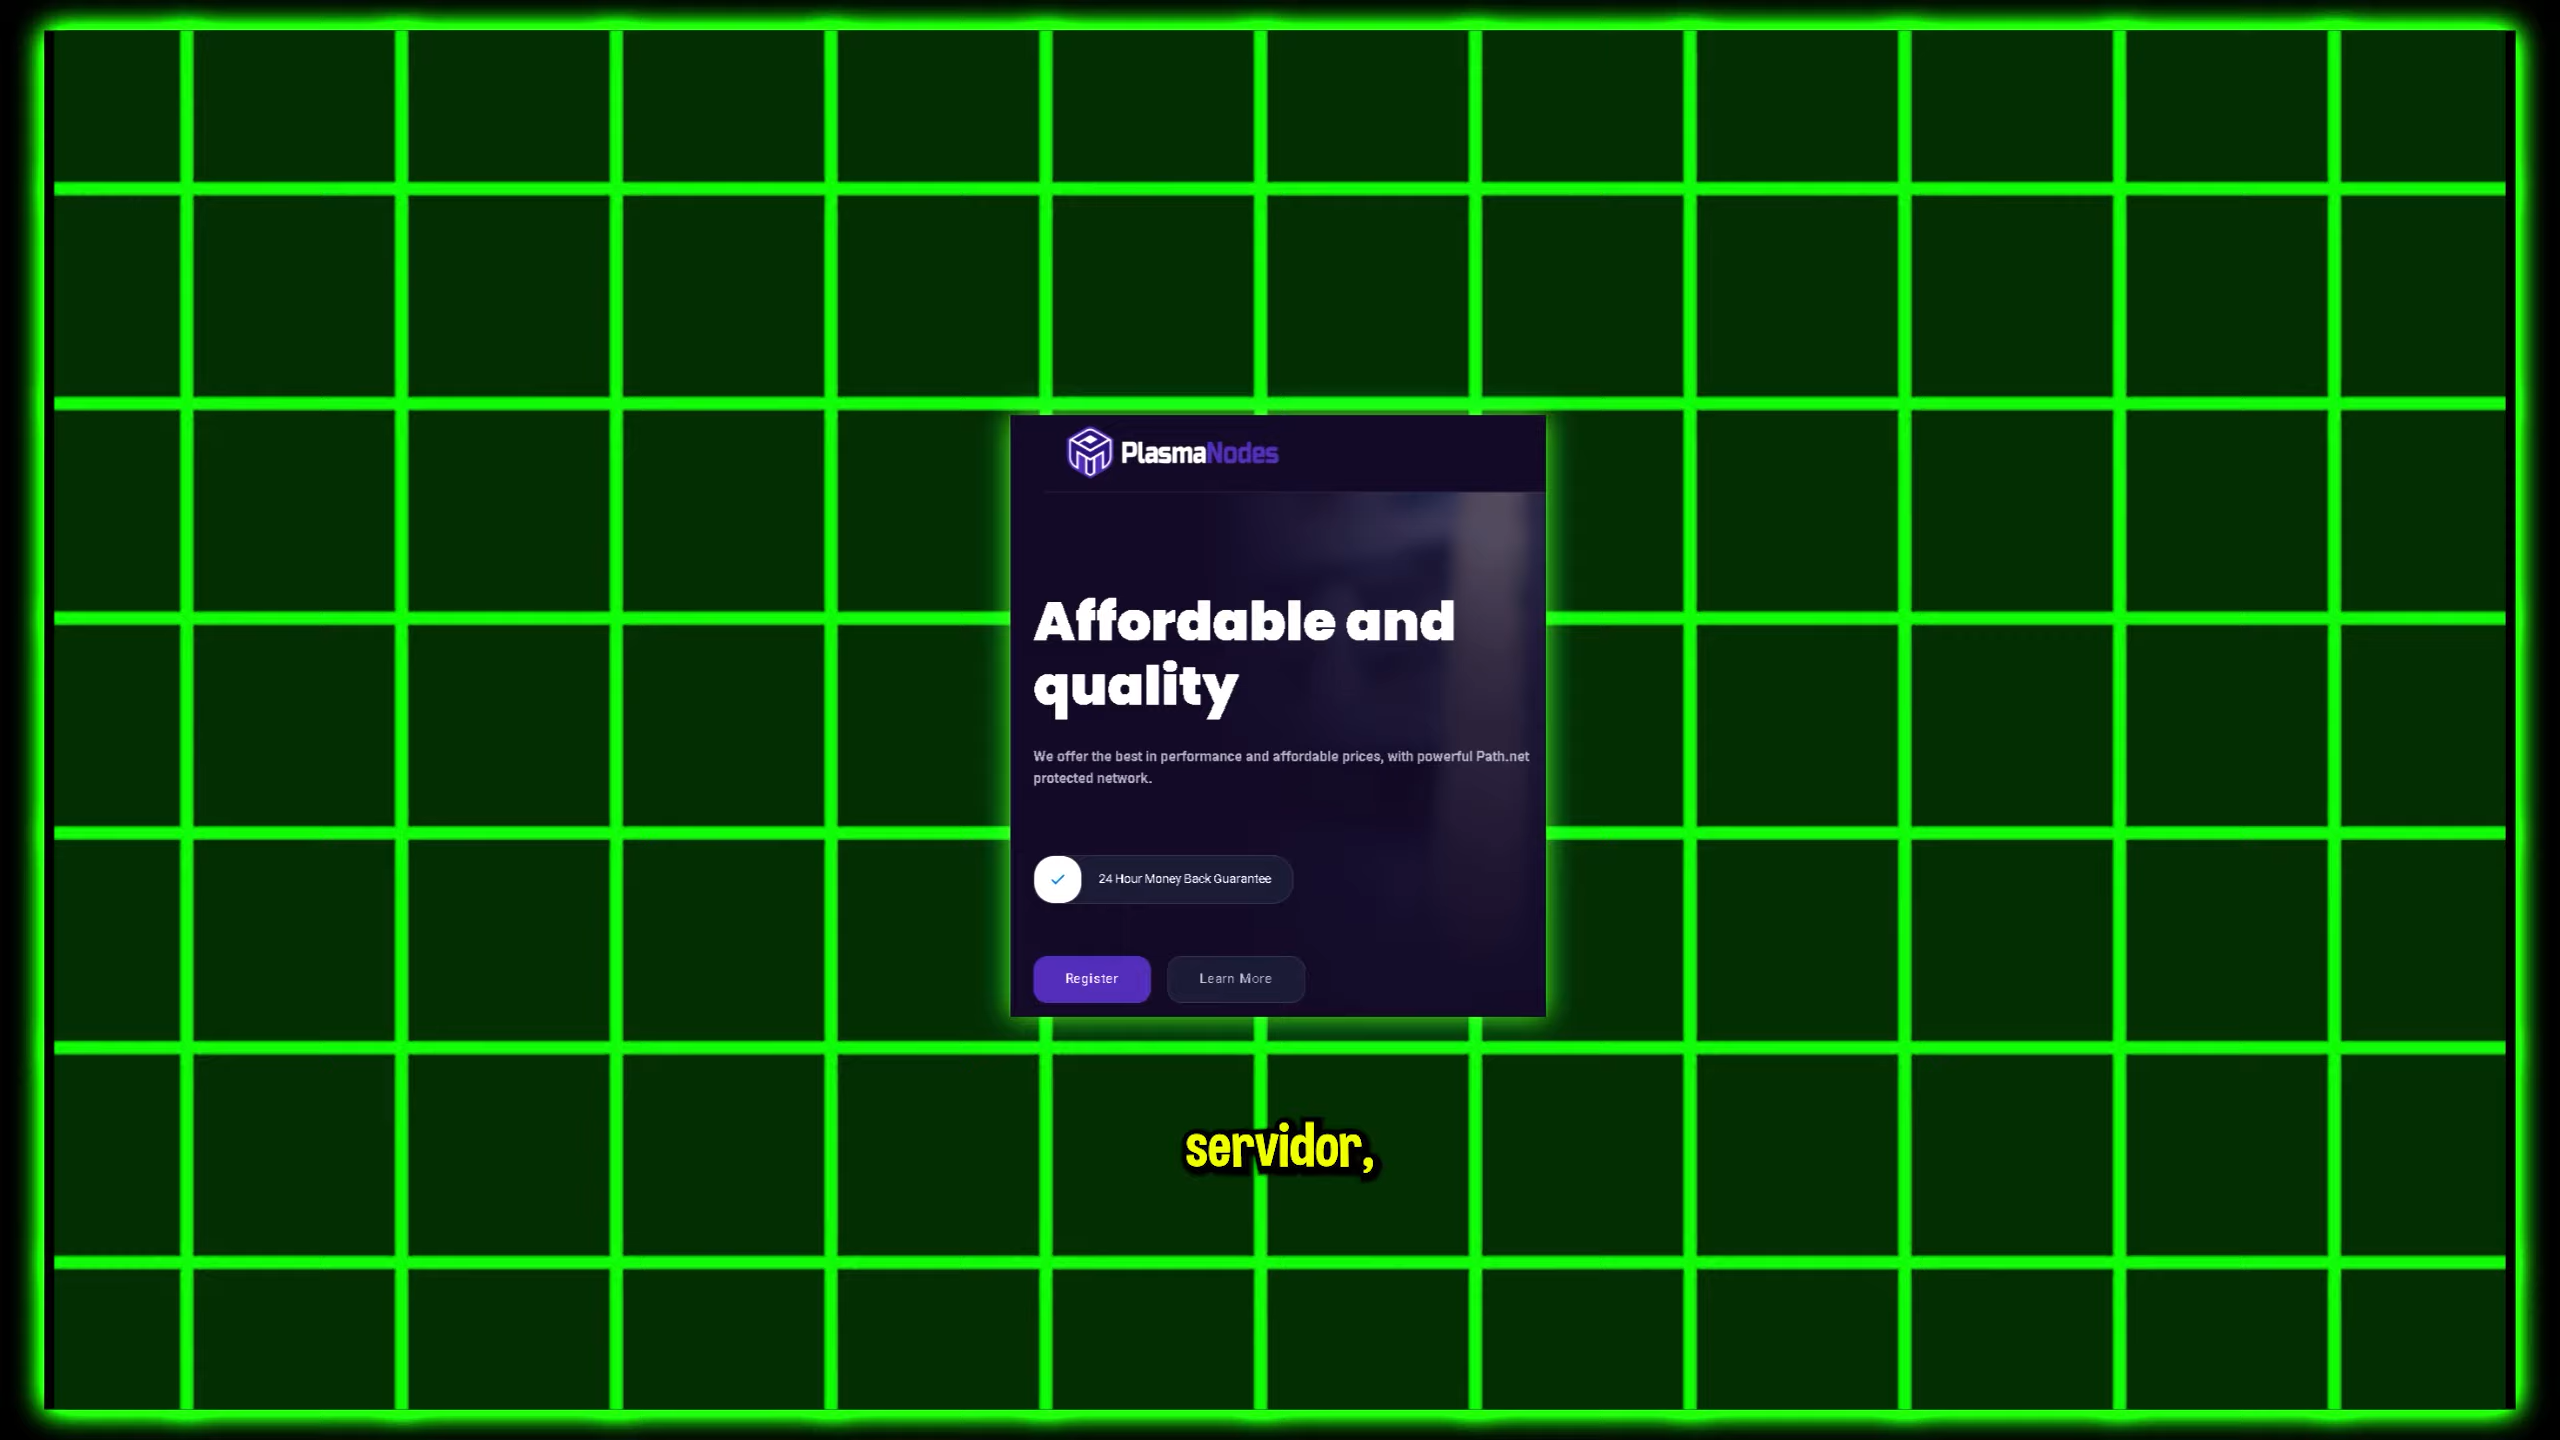 PlasmaNodes
Affordable and
quality
We offer the best in performance and affordable prices, with powerful Path.net
protected network.
24 Hour Money Back Guarantee
Register
Learn More
servidor,